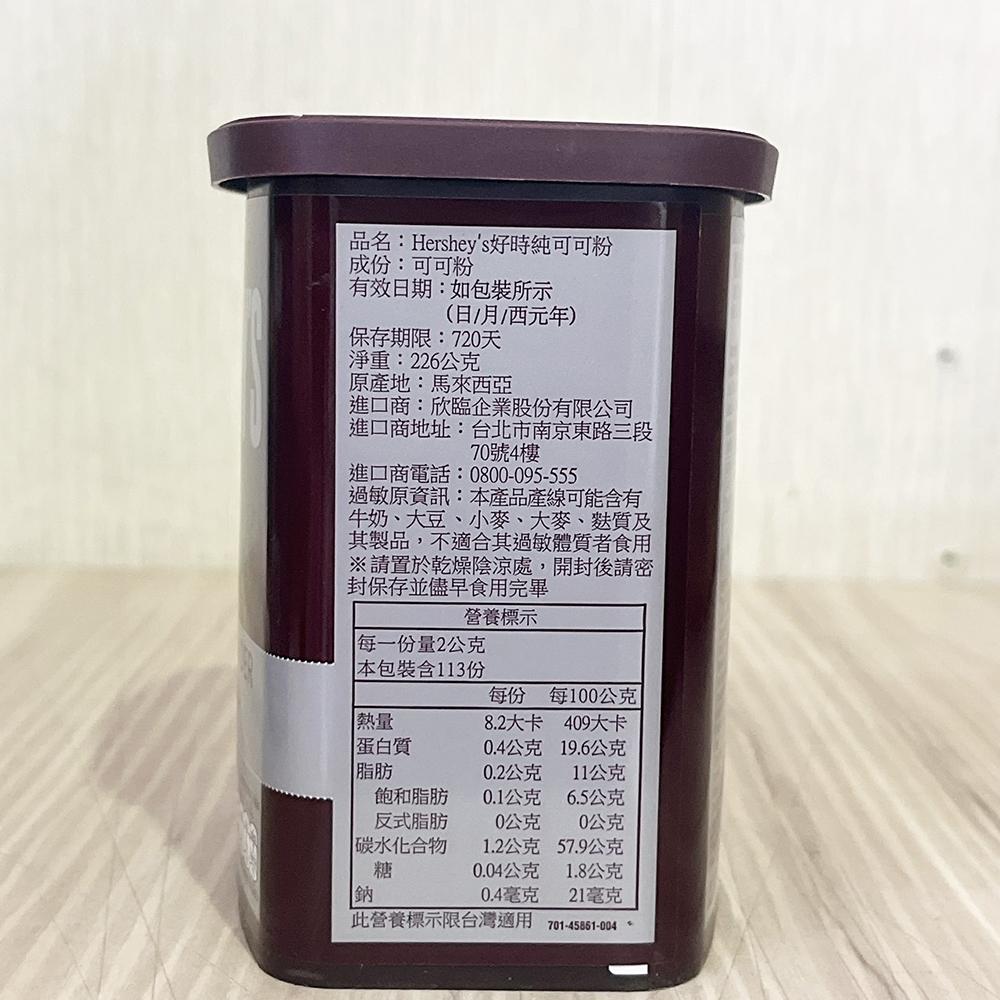 品名：Hershey's好時純可可粉
成份：可可粉
有效日期：如包裝所示
（日/月/西元年）
保存期限：720天
淨重：226公克
原產地：馬來西亞
進口商：欣臨企業股份有限公司
進口商地址：台北市南京東路三段
70號4樓
進口商電話：0800-095-555
過敏原資訊：本產品產線可能含有
牛奶、大豆、小麥、大麥、麩質及
其製品，不適合其過敏體質者食用
※請置於乾燥陰涼處，開封後請密
封保存並儘早食用完畢
營養標示
每一份量2公克
本包裝含113份
每份 每100公克
熱量 8.2大卡 409大卡
蛋白質 0.4公克 19.6公克
脂肪 0.2公克 11公克
飽和脂肪 0.1公克 6.5公克
反式脂肪 0公克 0公克
碳水化合物 1.2公克 57.9公克
糖 0.04公克 1.8公克
鈉 0.4毫克 21毫克
此營養標示限台灣適用 701-45861-004